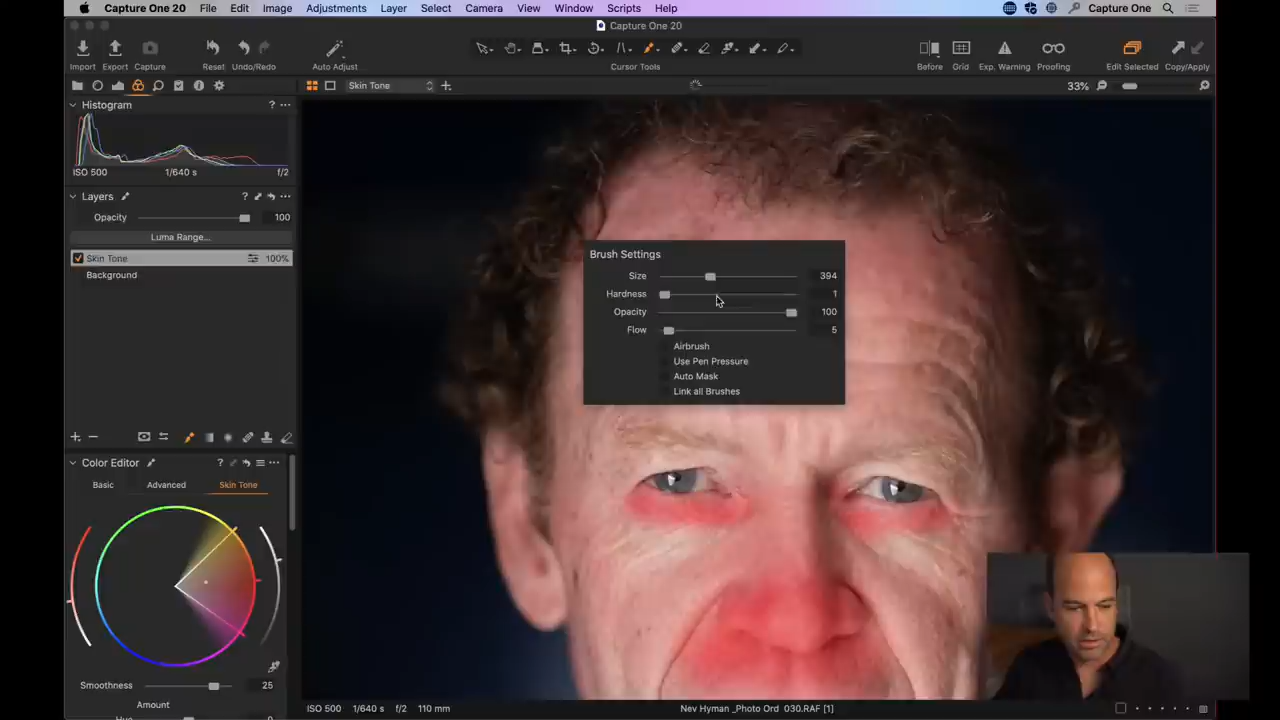 Capture One 20 File Edit Image Adjustments Layer Select Camera View Window Scripts Help Capture One
Capture One 20
Import Export Capture Reset Undo/Redo Auto Adjust Cursor Tools Before Grid Exp. Warning Proofing Edit Selected Copy/Apply
Skin Tone 33%
Histogram ? ...
ISO 500 1/640 s f/2
Layers ? ...
Opacity 100
Luma Range...
Skin Tone 100%
Background
Brush Settings
Size 394
Hardness 1
Opacity 100
Flow 5
Airbrush
Use Pen Pressure
Auto Mask
Link all Brushes
Color Editor ? ...
Basic Advanced Skin Tone
Smoothness 25
Amount
Hue 0
ISO 500 1/640 s f/2 110 mm Nev Hyman _Photo Ord 030.RAF [1]